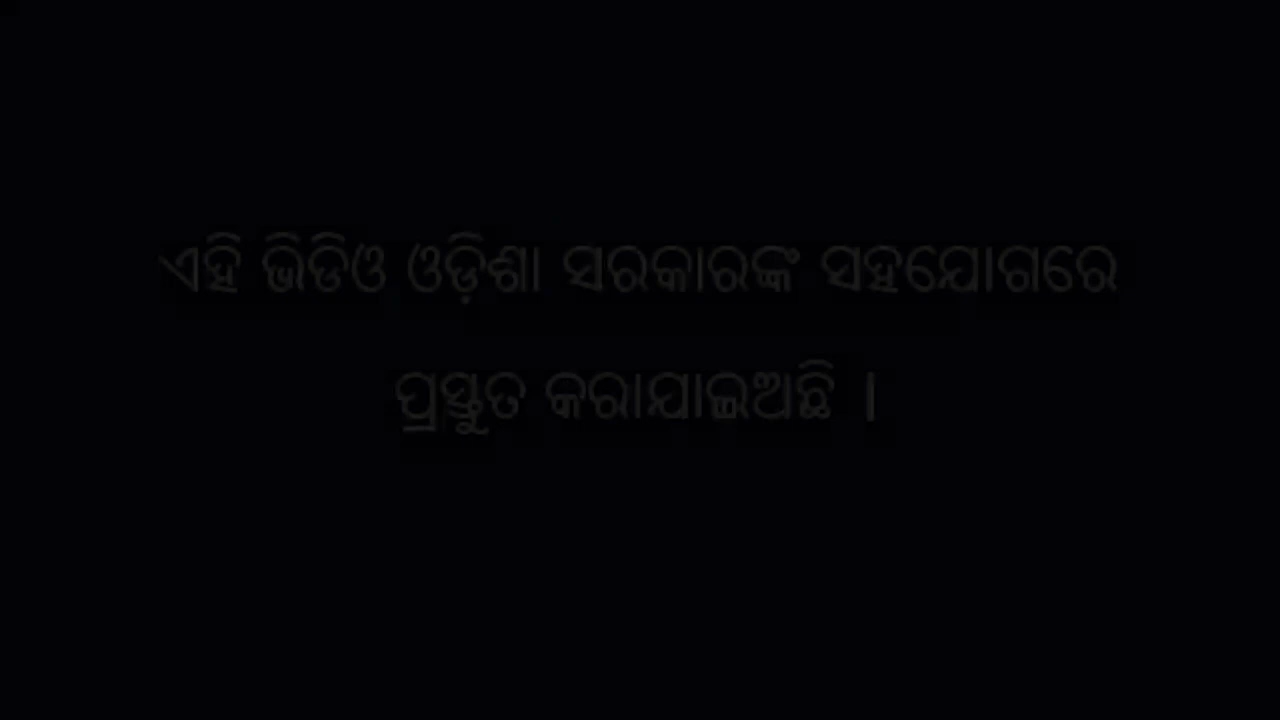 ଏହି ଭିଡିଓ ଓଡ଼ିଶା ସରକାରଙ୍କ ସହଯୋଗରେ
ପ୍ରସ୍ତୁତ କରାଯାଇଅଛି ।